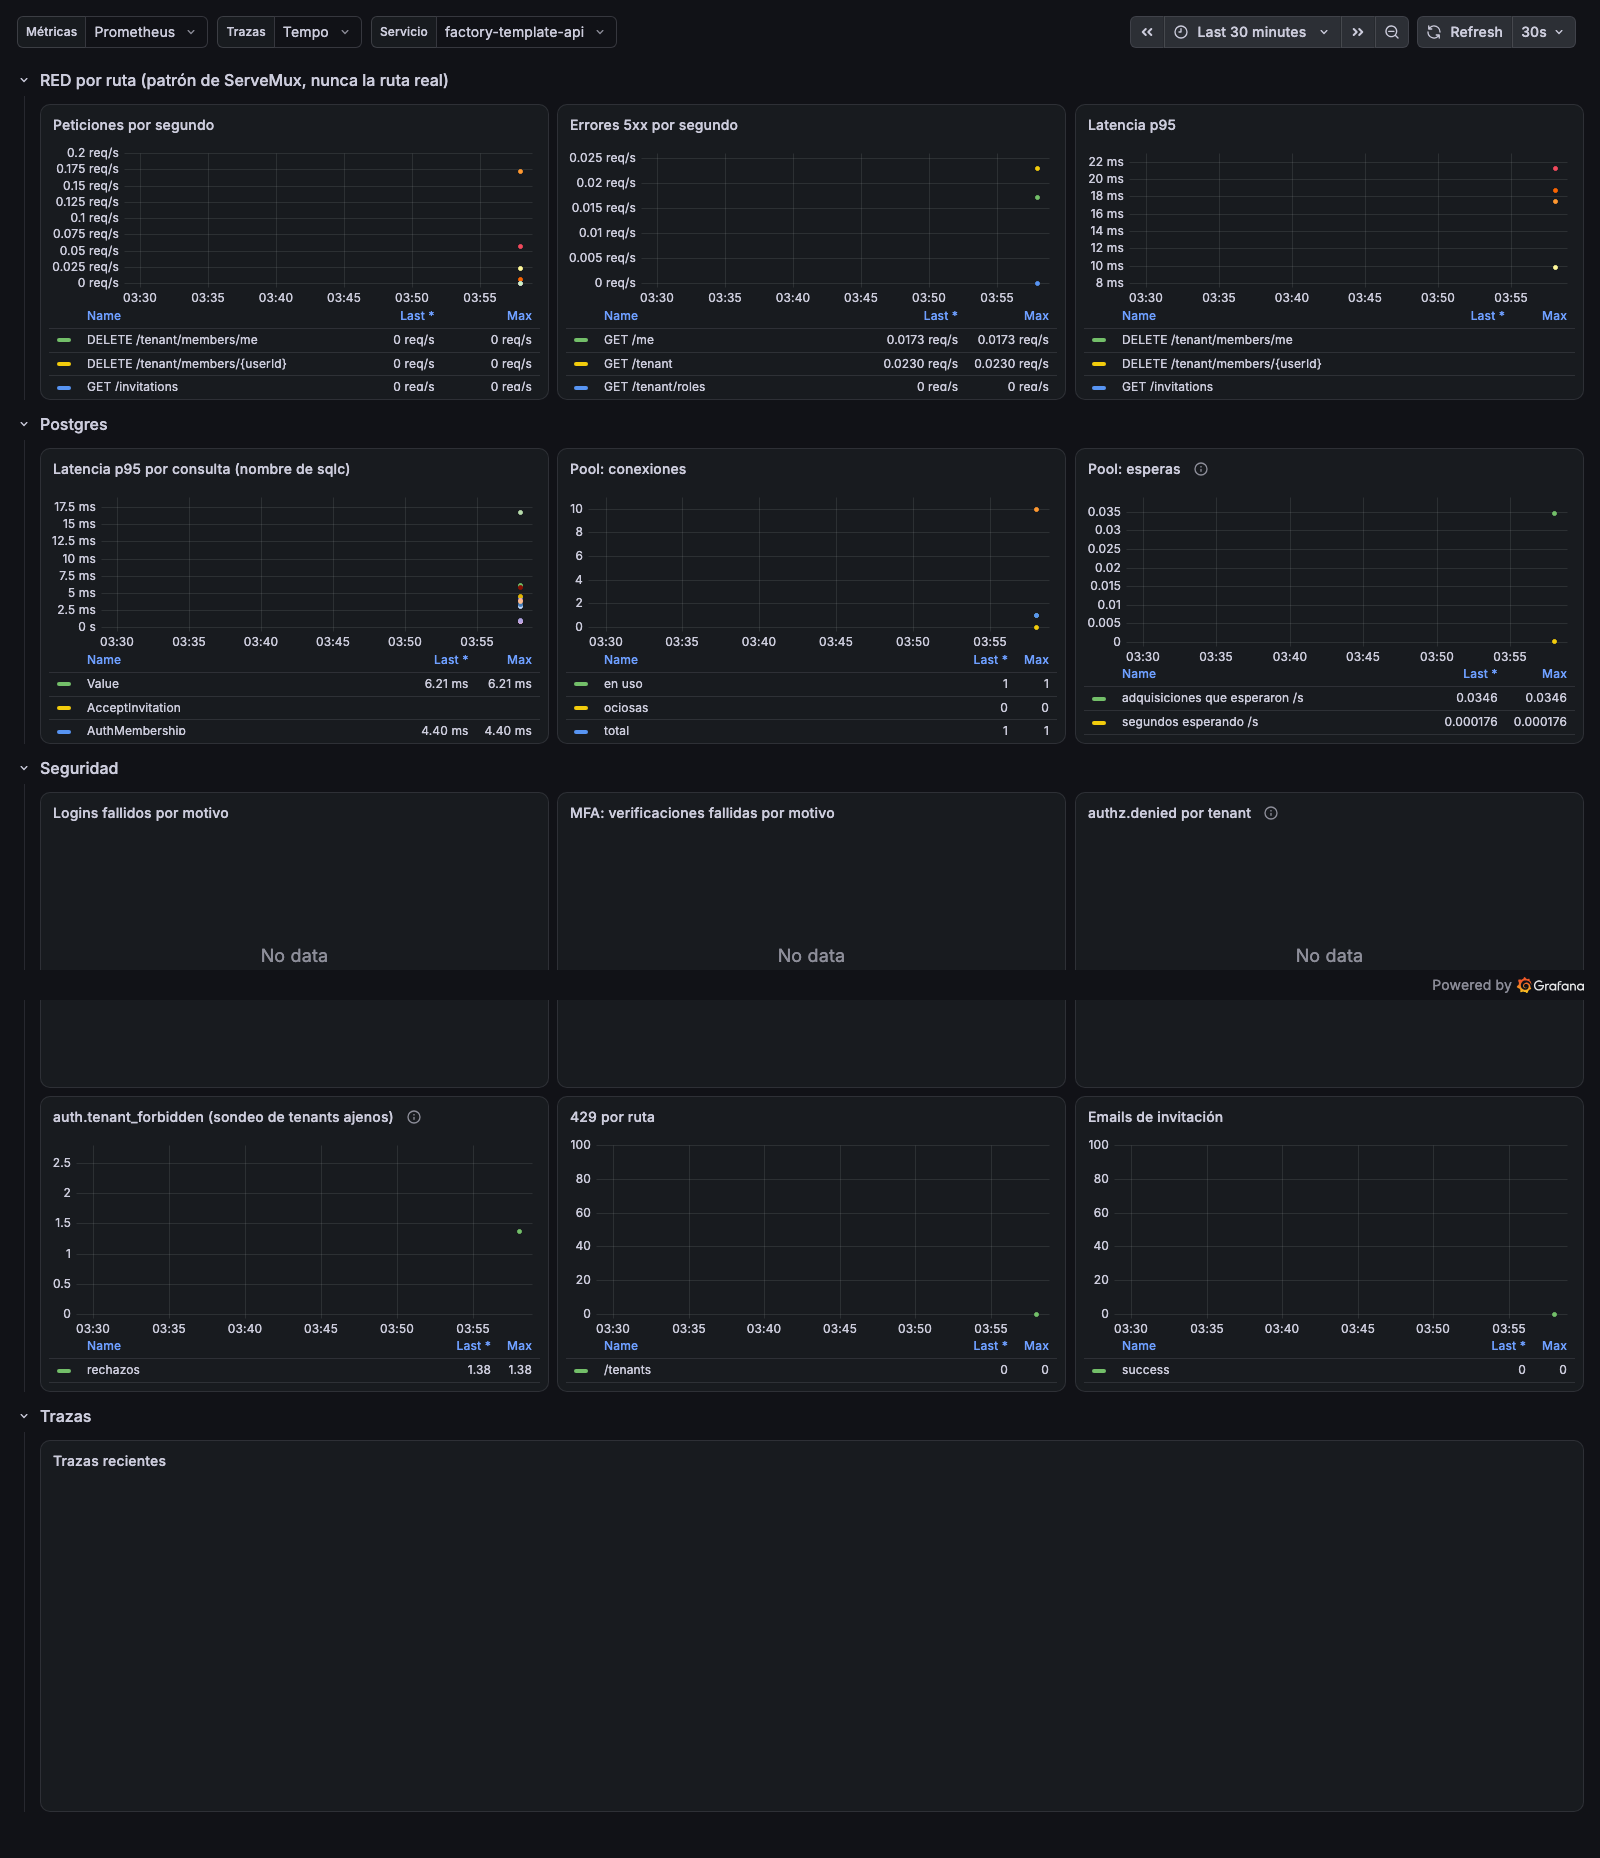 Métricas Prometheus Trazas Tempo Servicio factory-template-api Last 30 minutes Refresh 30s
RED por ruta (patrón de ServeMux, nunca la ruta real)
Peticiones por segundo
0.2 req/s
0.175 req/s
0.15 req/s
0.125 req/s
0.1 req/s
0.075 req/s
0.05 req/s
0.025 req/s
0 req/s
03:30 03:35 03:40 03:45 03:50 03:55
Name Last * Max
DELETE /tenant/members/me 0 req/s 0 req/s
DELETE /tenant/members/{userId} 0 req/s 0 req/s
GET /invitations 0 req/s 0 req/s
Errores 5xx por segundo
0.025 req/s
0.02 req/s
0.015 req/s
0.01 req/s
0.005 req/s
0 req/s
03:30 03:35 03:40 03:45 03:50 03:55
Name Last * Max
GET /me 0.0173 req/s 0.0173 req/s
GET /tenant 0.0230 req/s 0.0230 req/s
GET /tenant/roles 0 req/s 0 req/s
Latencia p95
22 ms
20 ms
18 ms
16 ms
14 ms
12 ms
10 ms
8 ms
03:30 03:35 03:40 03:45 03:50 03:55
Name Last * Max
DELETE /tenant/members/me
DELETE /tenant/members/{userId}
GET /invitations
Postgres
Latencia p95 por consulta (nombre de sqlc)
17.5 ms
15 ms
12.5 ms
10 ms
7.5 ms
5 ms
2.5 ms
0 s
03:30 03:35 03:40 03:45 03:50 03:55
Name Last * Max
Value 6.21 ms 6.21 ms
AcceptInvitation
AuthMembership 4.40 ms 4.40 ms
Pool: conexiones
10
8
6
4
2
0
03:30 03:35 03:40 03:45 03:50 03:55
Name Last * Max
en uso 1 1
ociosas 0 0
total 1 1
Pool: esperas
0.035
0.03
0.025
0.02
0.015
0.01
0.005
0
03:30 03:35 03:40 03:45 03:50 03:55
Name Last * Max
adquisiciones que esperaron /s 0.0346 0.0346
segundos esperando /s 0.000176 0.000176
Seguridad
Logins fallidos por motivo
No data
MFA: verificaciones fallidas por motivo
No data
authz.denied por tenant
No data
Powered by Grafana
auth.tenant_forbidden (sondeo de tenants ajenos)
2.5
2
1.5
1
0.5
0
03:30 03:35 03:40 03:45 03:50 03:55
Name Last * Max
rechazos 1.38 1.38
429 por ruta
100
80
60
40
20
0
03:30 03:35 03:40 03:45 03:50 03:55
Name Last * Max
/tenants 0 0
Emails de invitación
100
80
60
40
20
0
03:30 03:35 03:40 03:45 03:50 03:55
Name Last * Max
success 0 0
Trazas
Trazas recientes